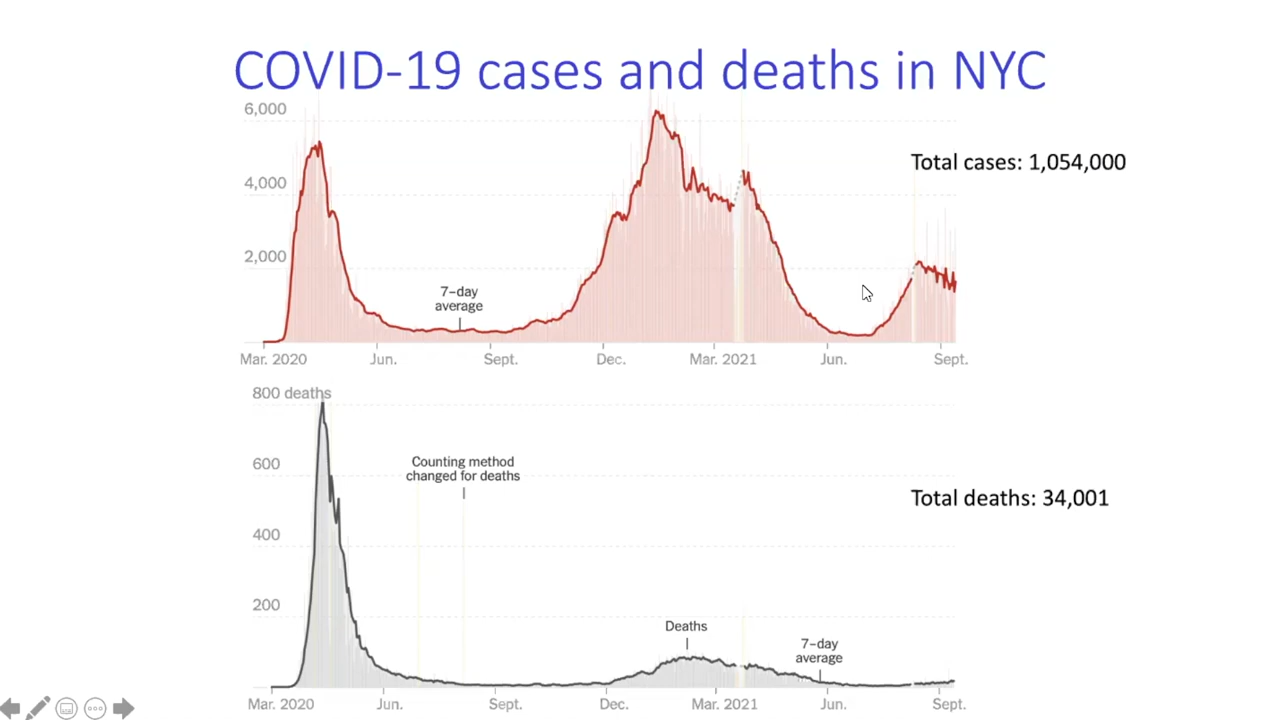 COVID-19 cases and deaths in NYC
6,000
Total cases: 1,054,000
4,000
2,000
7-day
average
Mar. 2020 Jun. Sept. Dec. Mar. 2021 Jun. Sept.
800 deaths
600
Counting method
changed for deaths
Total deaths: 34,001
400
200
Deaths
7-day
average
Mar. 2020 Jun. Sept. Dec. Mar. 2021 Jun. Sept.